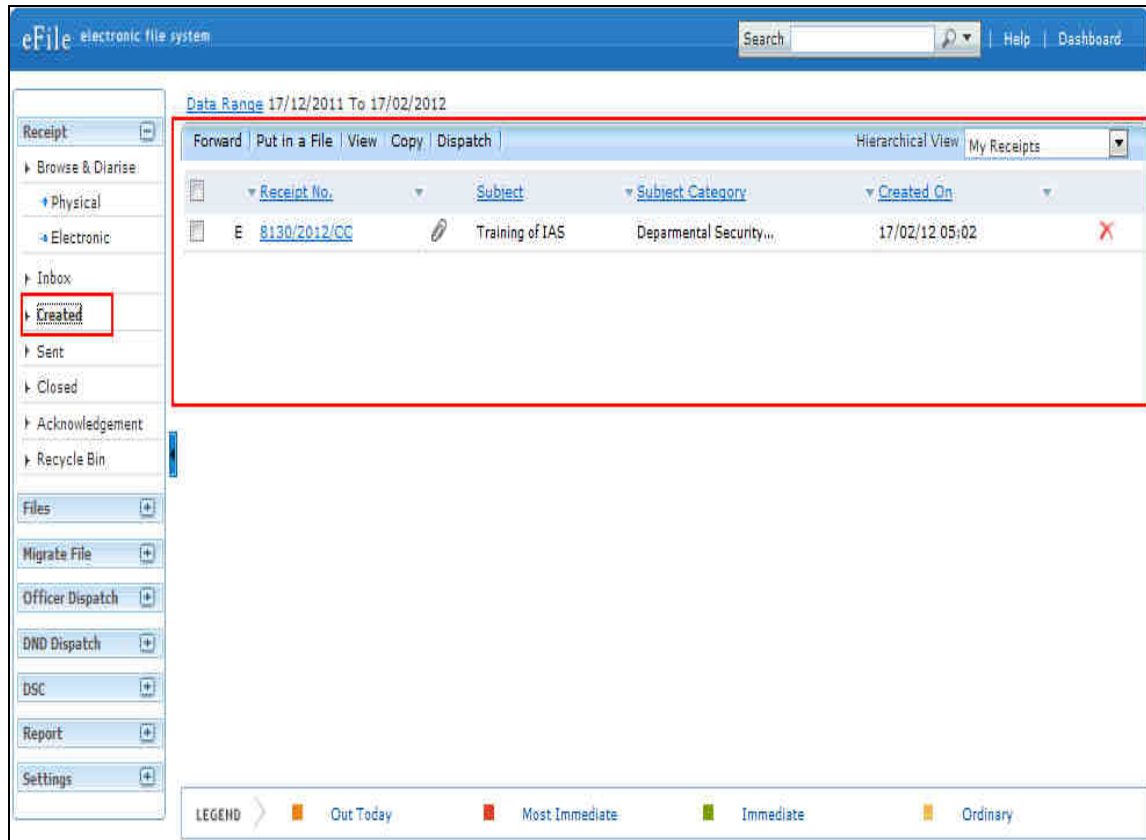 eFile electronic file system
Search
Help | Dashboard
Data Range 17/12/2011 To 17/02/2012
Receipt
Browse & Diarise
Physical
Electronic
Inbox
Created
Sent
Closed
Acknowledgement
Recycle Bin
Files
Migrate File
Officer Dispatch
DND Dispatch
DSC
Report
Settings
Forward | Put in a File | View | Copy | Dispatch |
Hierarchical View My Receipts
Receipt No. Subject Subject Category Created On
E 8130/2012/CC Training of IAS Deparmental Security... 17/02/12 05:02
LEGEND Out Today Most Immediate Immediate Ordinary